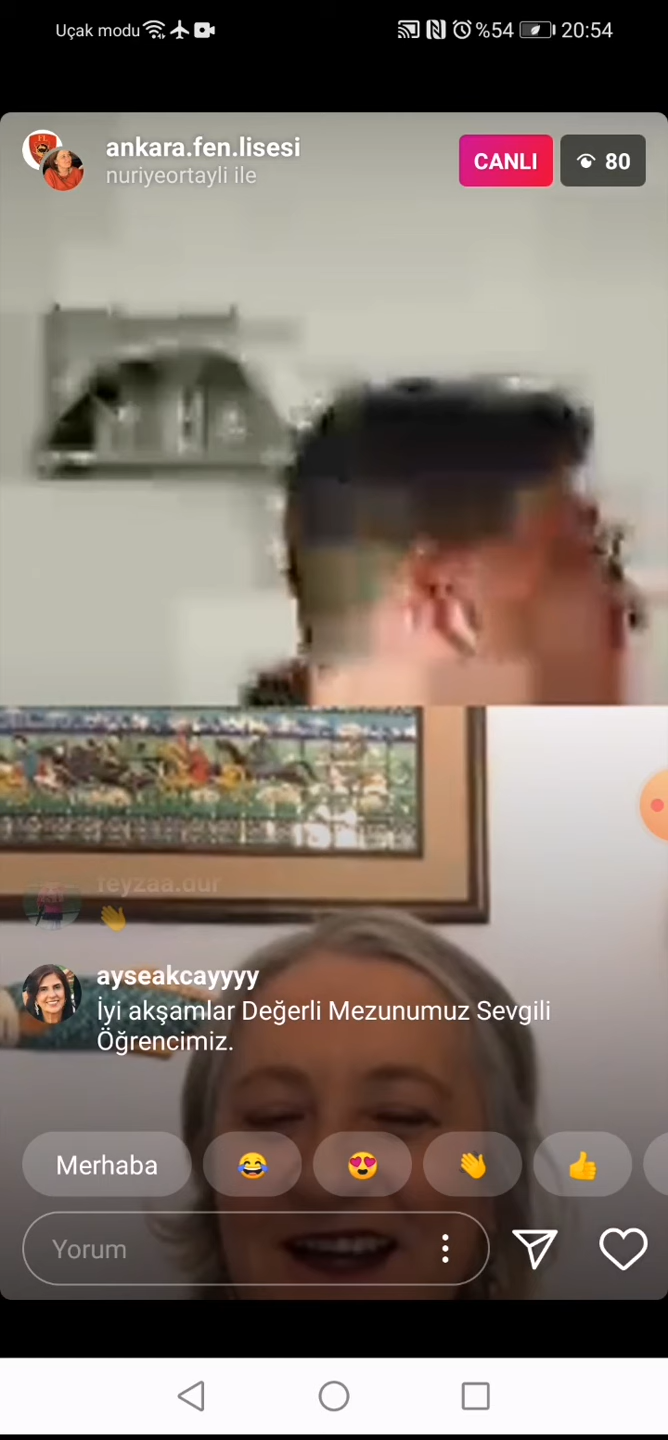 Uçak modu %54 20:54
ankara.fen.lisesi
nuriyeortayli ile
CANLI 80
feyzaa.dur
ayseakcayyyy
İyi akşamlar Değerli Mezunumuz Sevgili
Öğrencimiz.
Merhaba
Yorum